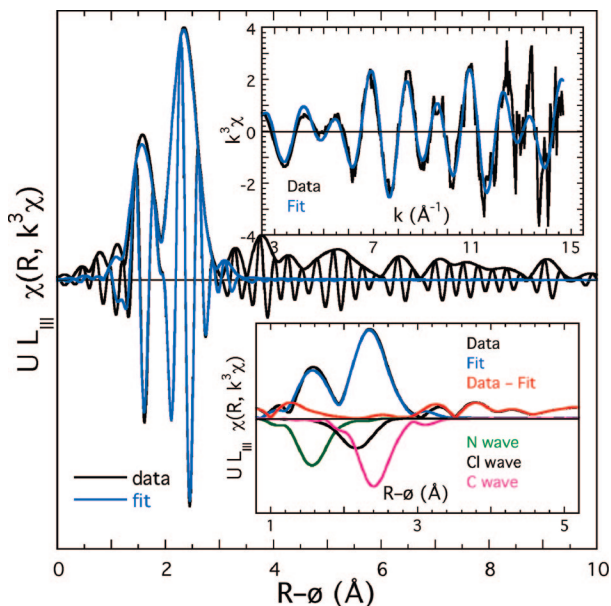 4
2
0
-2
-4
k³χ
Data
Fit
k (Å⁻¹)
3
7
9
11
13
15
U L_III χ(R, k³χ)
U L_III χ(R, k³χ)
Data
Fit
Data – Fit
N wave
Cl wave
C wave
R–ø (Å)
1
2
3
4
5
data
fit
0
2
4
6
8
10
R–ø (Å)